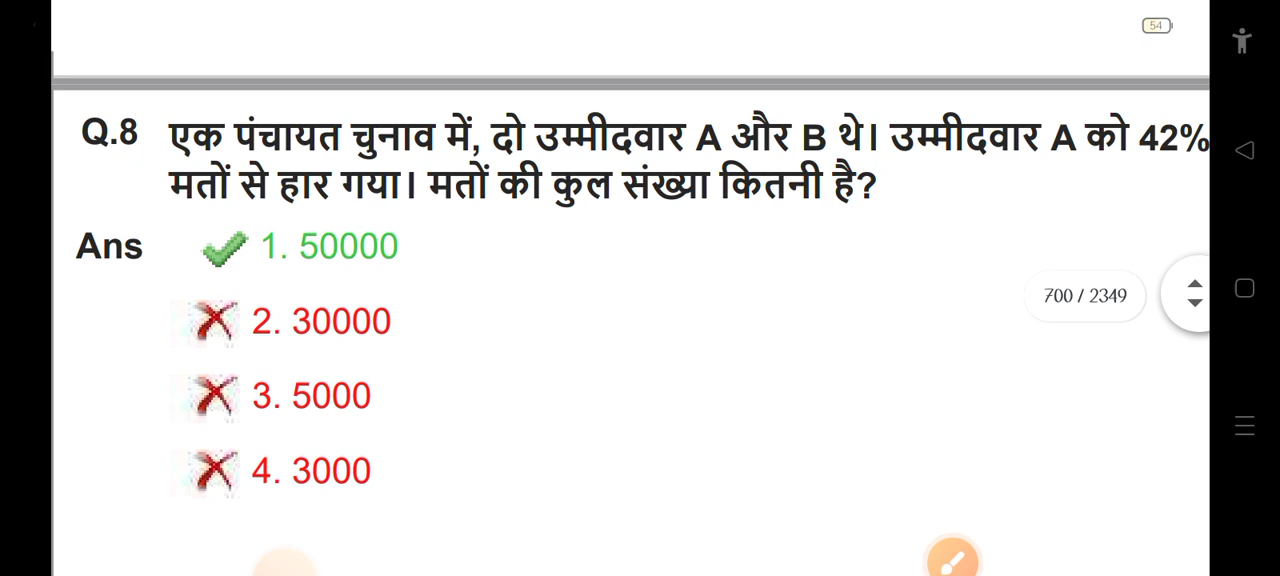 54
Q.8 एक पंचायत चुनाव में, दो उम्मीदवार A और B थे। उम्मीदवार A को 42%
मतों से हार गया। मतों की कुल संख्या कितनी है?
Ans 1. 50000
2. 30000
700 / 2349
3. 5000
4. 3000